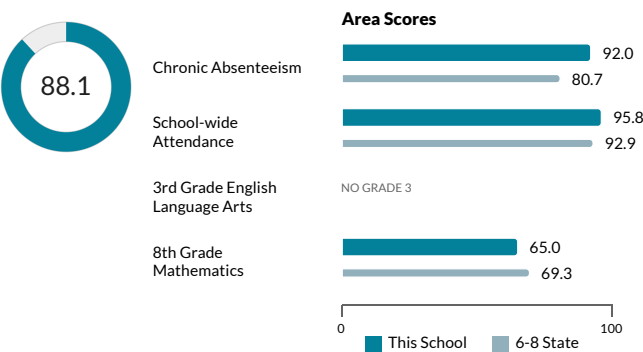 Area Scores
88.1
Chronic Absenteeism
92.0
80.7
School-wide
Attendance
95.8
92.9
3rd Grade English
Language Arts
NO GRADE 3
8th Grade
Mathematics
65.0
69.3
0
100
This School
6-8 State